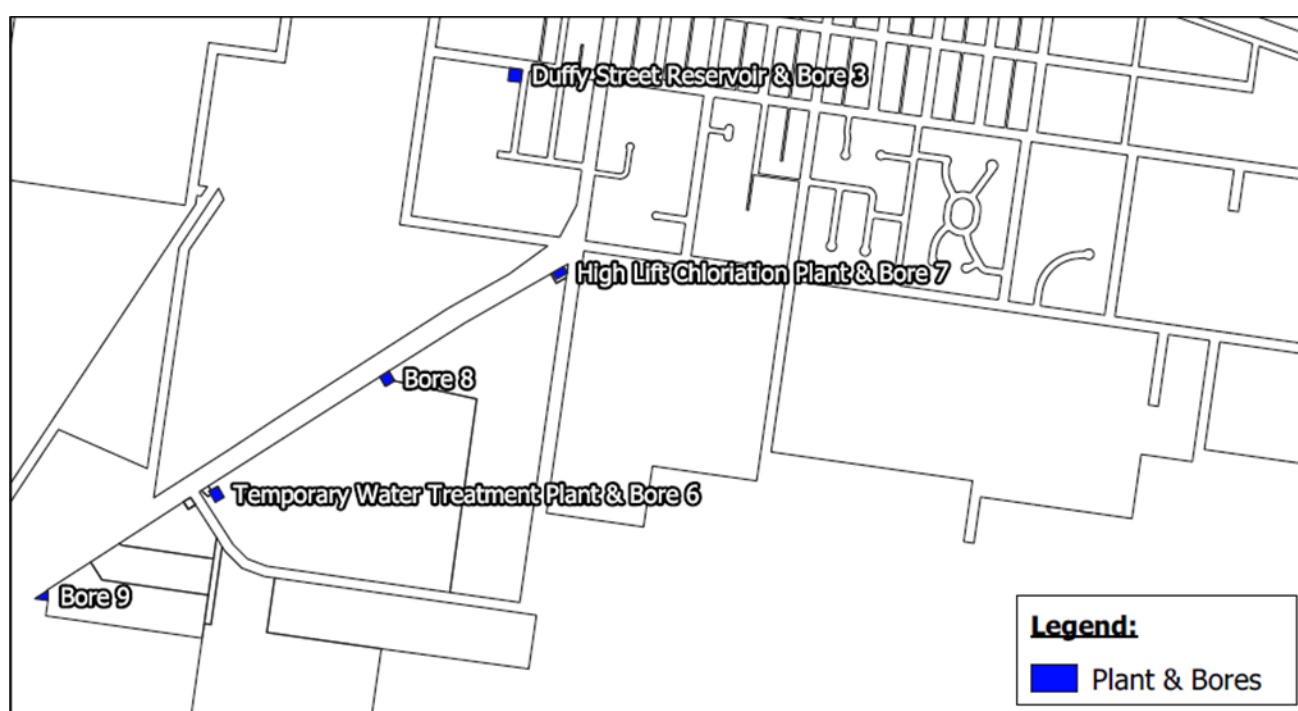 Duffy Street Reservoir & Bore 3
High Lift Chloriation Plant & Bore 7
Bore 8
Temporary Water Treatment Plant & Bore 6
Bore 9
Legend:
Plant & Bores